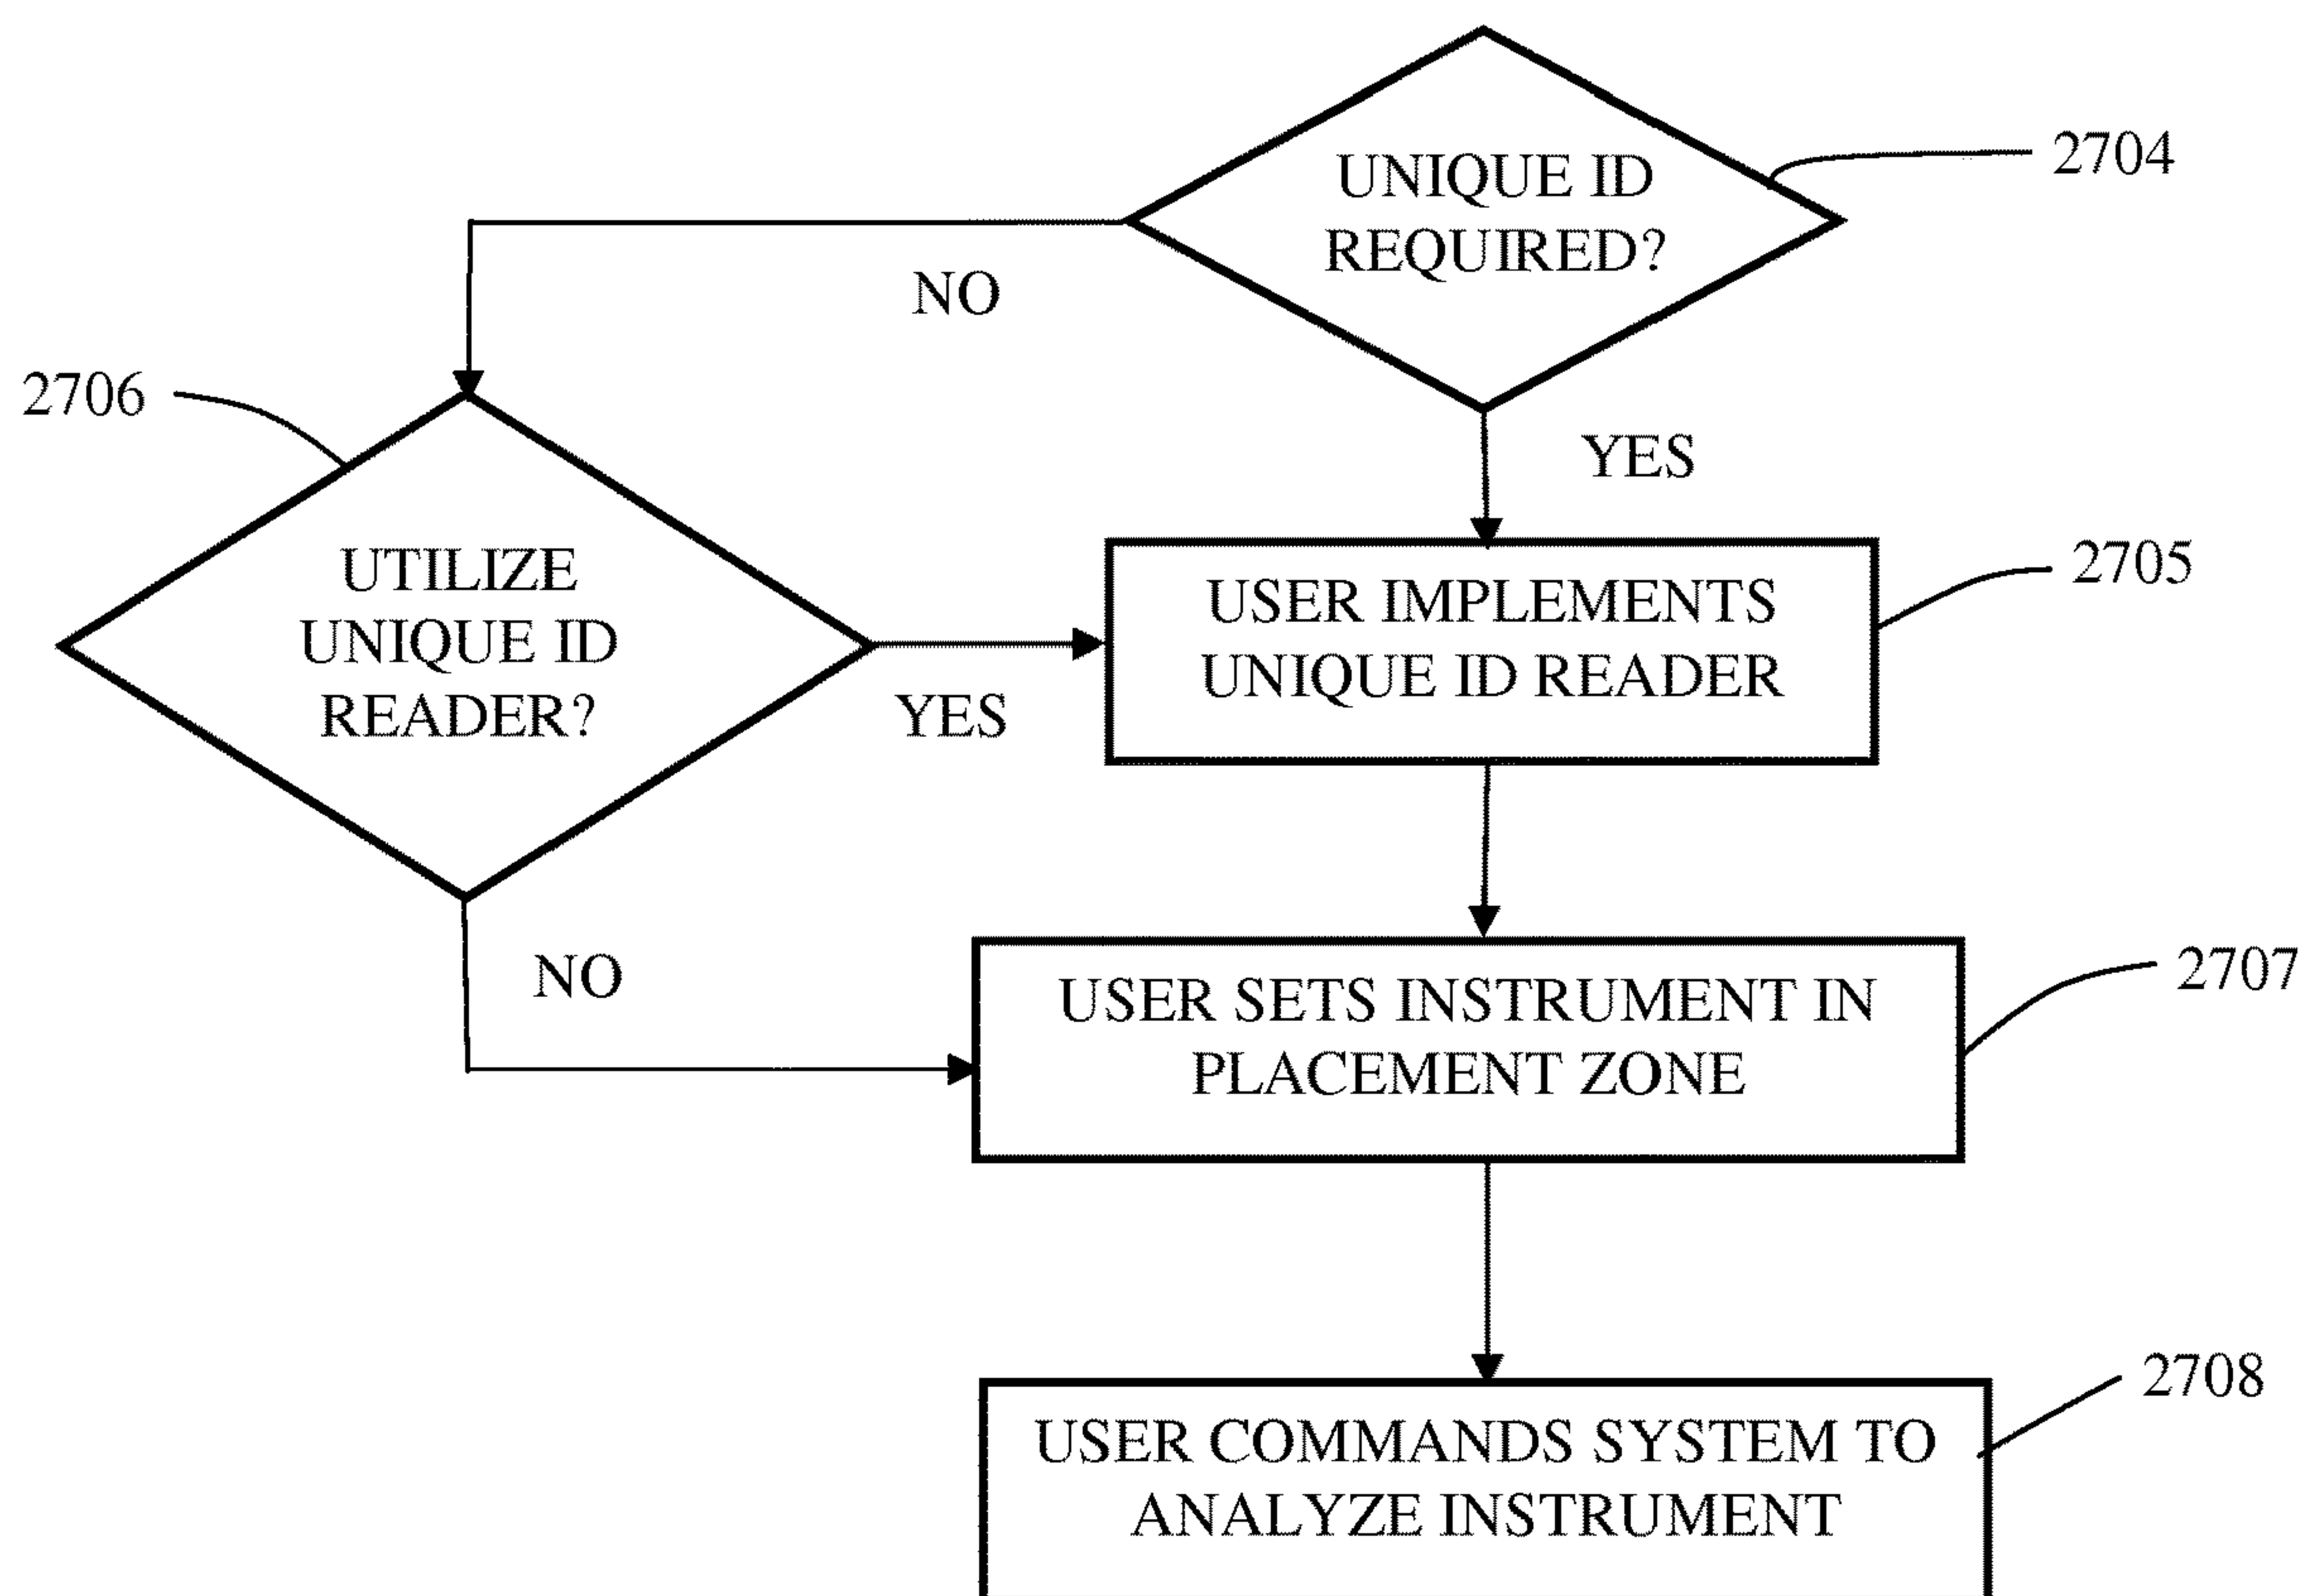 UNIQUE ID
REQUIRED?
2704
NO
YES
2706
UTILIZE
UNIQUE ID
READER?
YES
USER IMPLEMENTS
UNIQUE ID READER
2705
NO
USER SETS INSTRUMENT IN
PLACEMENT ZONE
2707
USER COMMANDS SYSTEM TO
ANALYZE INSTRUMENT
2708